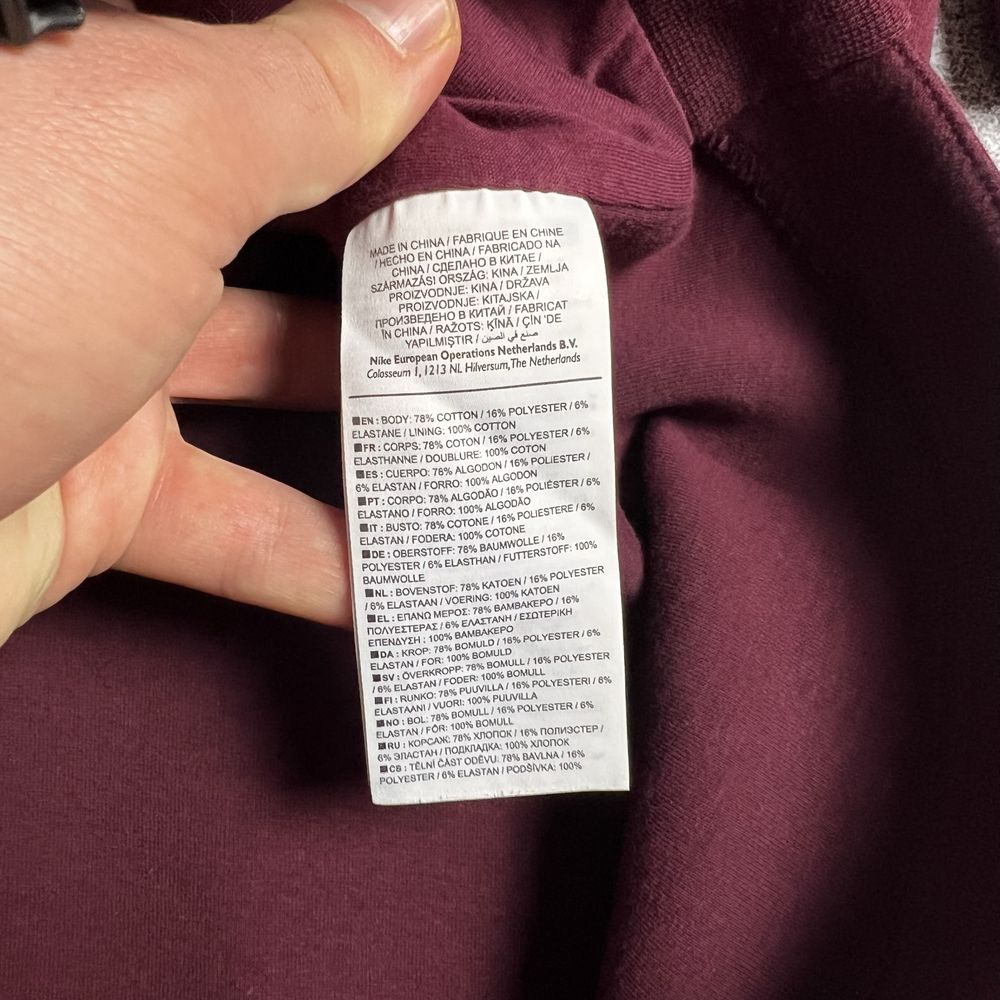 MADE IN CHINA / FABRIQUE EN CHINE
/ HECHO EN CHINA / FABRICADO NA
CHINA / СДЕЛАНО В КИТАЕ /
SZÁRMAZÁSI ORSZÁG: KINA / ZEMLJA
PROIZVODNJE: KINA / DRŽAVA
PROIZVODNJE: KITAJSKA /
ПРОИЗВЕДЕНО В КИТАЙ / FABRICAT
ÎN CHINA / RAŽOTS: ĶĪNĀ / ÇİN 'DE
YAPILMIŞTIR / صنع في الصين
Nike European Operations Netherlands B.V.
Colosseum 1, 1213 NL Hilversum, The Netherlands
EN : BODY: 78% COTTON / 16% POLYESTER / 6%
ELASTANE / LINING: 100% COTTON
FR : CORPS: 78% COTON / 16% POLYESTER / 6%
ELASTHANNE / DOUBLURE: 100% COTON
ES : CUERPO: 78% ALGODON / 16% POLIESTER /
6% ELASTAN / FORRO: 100% ALGODON
PT : CORPO: 78% ALGODÃO / 16% POLIÉSTER / 6%
ELASTANO / FORRO: 100% ALGODÃO
IT : BUSTO: 78% COTONE / 16% POLIESTERE / 6%
ELASTAN / FODERA: 100% COTONE
DE : OBERSTOFF: 78% BAUMWOLLE / 16%
POLYESTER / 6% ELASTHAN / FUTTERSTOFF: 100%
BAUMWOLLE
NL : BOVENSTOF: 78% KATOEN / 16% POLYESTER
/ 6% ELASTAAN / VOERING: 100% KATOEN
EL : ΕΠΑΝΩ ΜΕΡΟΣ: 78% ΒΑΜΒΑΚΕΡΟ / 16%
ΠΟΛΥΕΣΤΕΡΑΣ / 6% ΕΛΑΣΤΑΝΗ / ΕΣΩΤΕΡΙΚΗ
ΕΠΕΝΔΥΣΗ : 100% ΒΑΜΒΑΚΕΡΟ
DA : KROP: 78% BOMULD / 16% POLYESTER / 6%
ELASTAN / FOR: 100% BOMULD
SV : ÖVERKROPP: 78% BOMULL / 16% POLYESTER
/ 6% ELASTAN / FODER: 100% BOMULL
FI : RUNKO: 78% PUUVILLA / 16% POLYESTERI / 6%
ELASTAANI / VUORI: 100% PUUVILLA
NO : BOL: 78% BOMULL / 16% POLYESTER / 6%
ELASTAN / FÔR: 100% BOMULL
RU : КОРСАЖ: 78% ХЛОПОК / 16% ПОЛИЭСТЕР /
6% ЭЛАСТАН / ПОДКЛАДКА: 100% ХЛОПОК
CS : TĚLNÍ ČÁST ODĚVU: 78% BAVLNA / 16%
POLYESTER / 6% ELASTAN / PODŠÍVKA: 100%